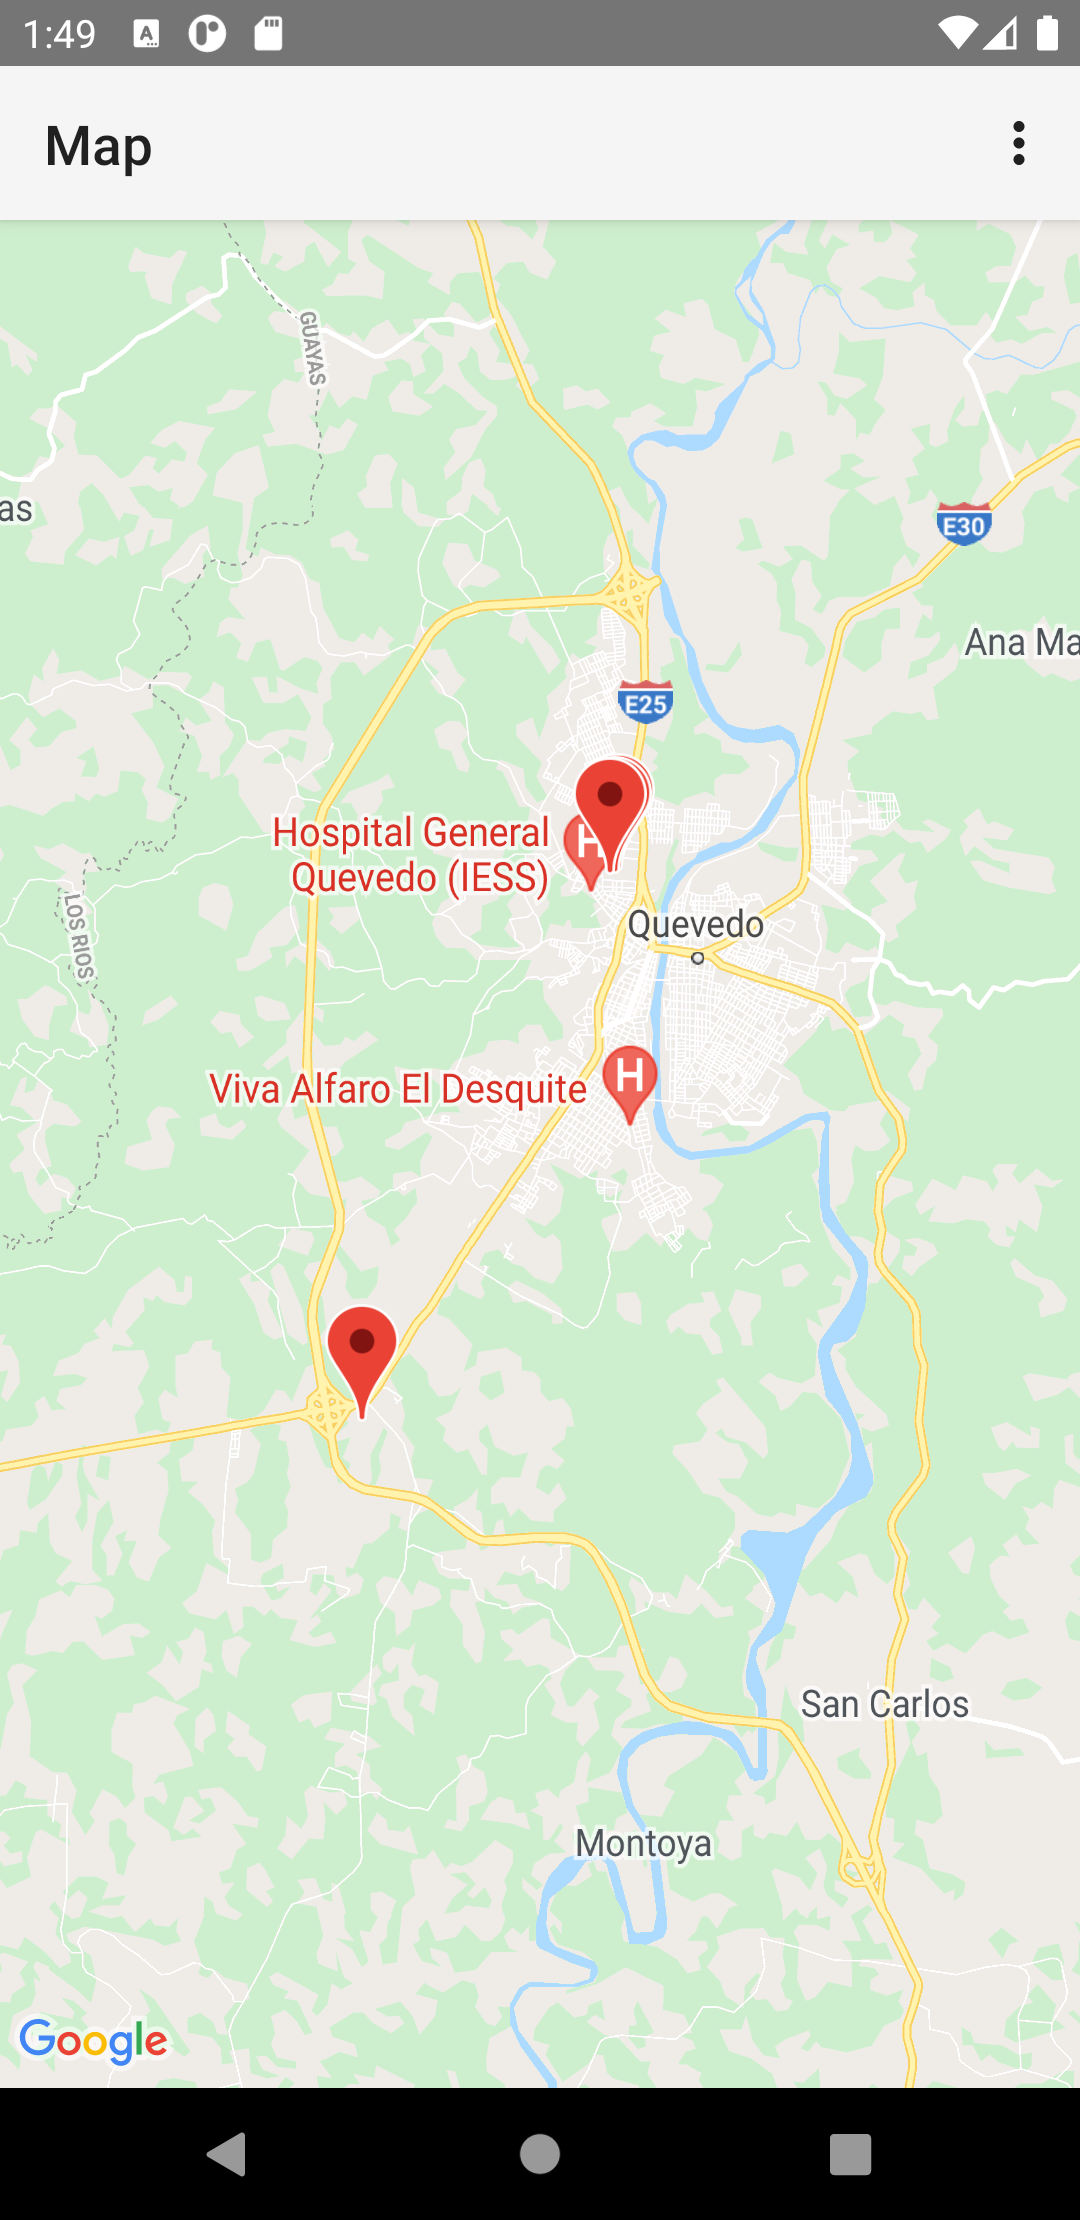 1:49
Map
GUAYAS
as
E30
Ana Ma
E25
Hospital General
Quevedo (IESS)
H
Quevedo
LOS RIOS
Viva Alfaro El Desquite
H
San Carlos
Montoya
Google